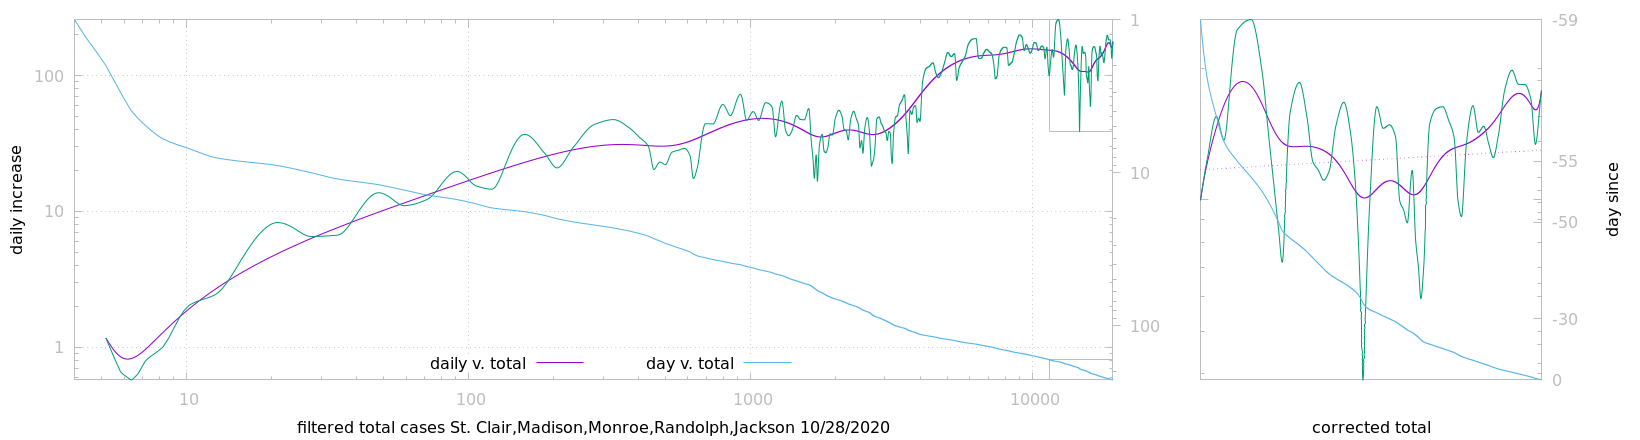 daily increase
100
10
1
10
100
1000
10000
1
10
100
daily v. total
day v. total
filtered total cases St. Clair,Madison,Monroe,Randolph,Jackson 10/28/2020
-59
-55
-50
-30
0
day since
corrected total